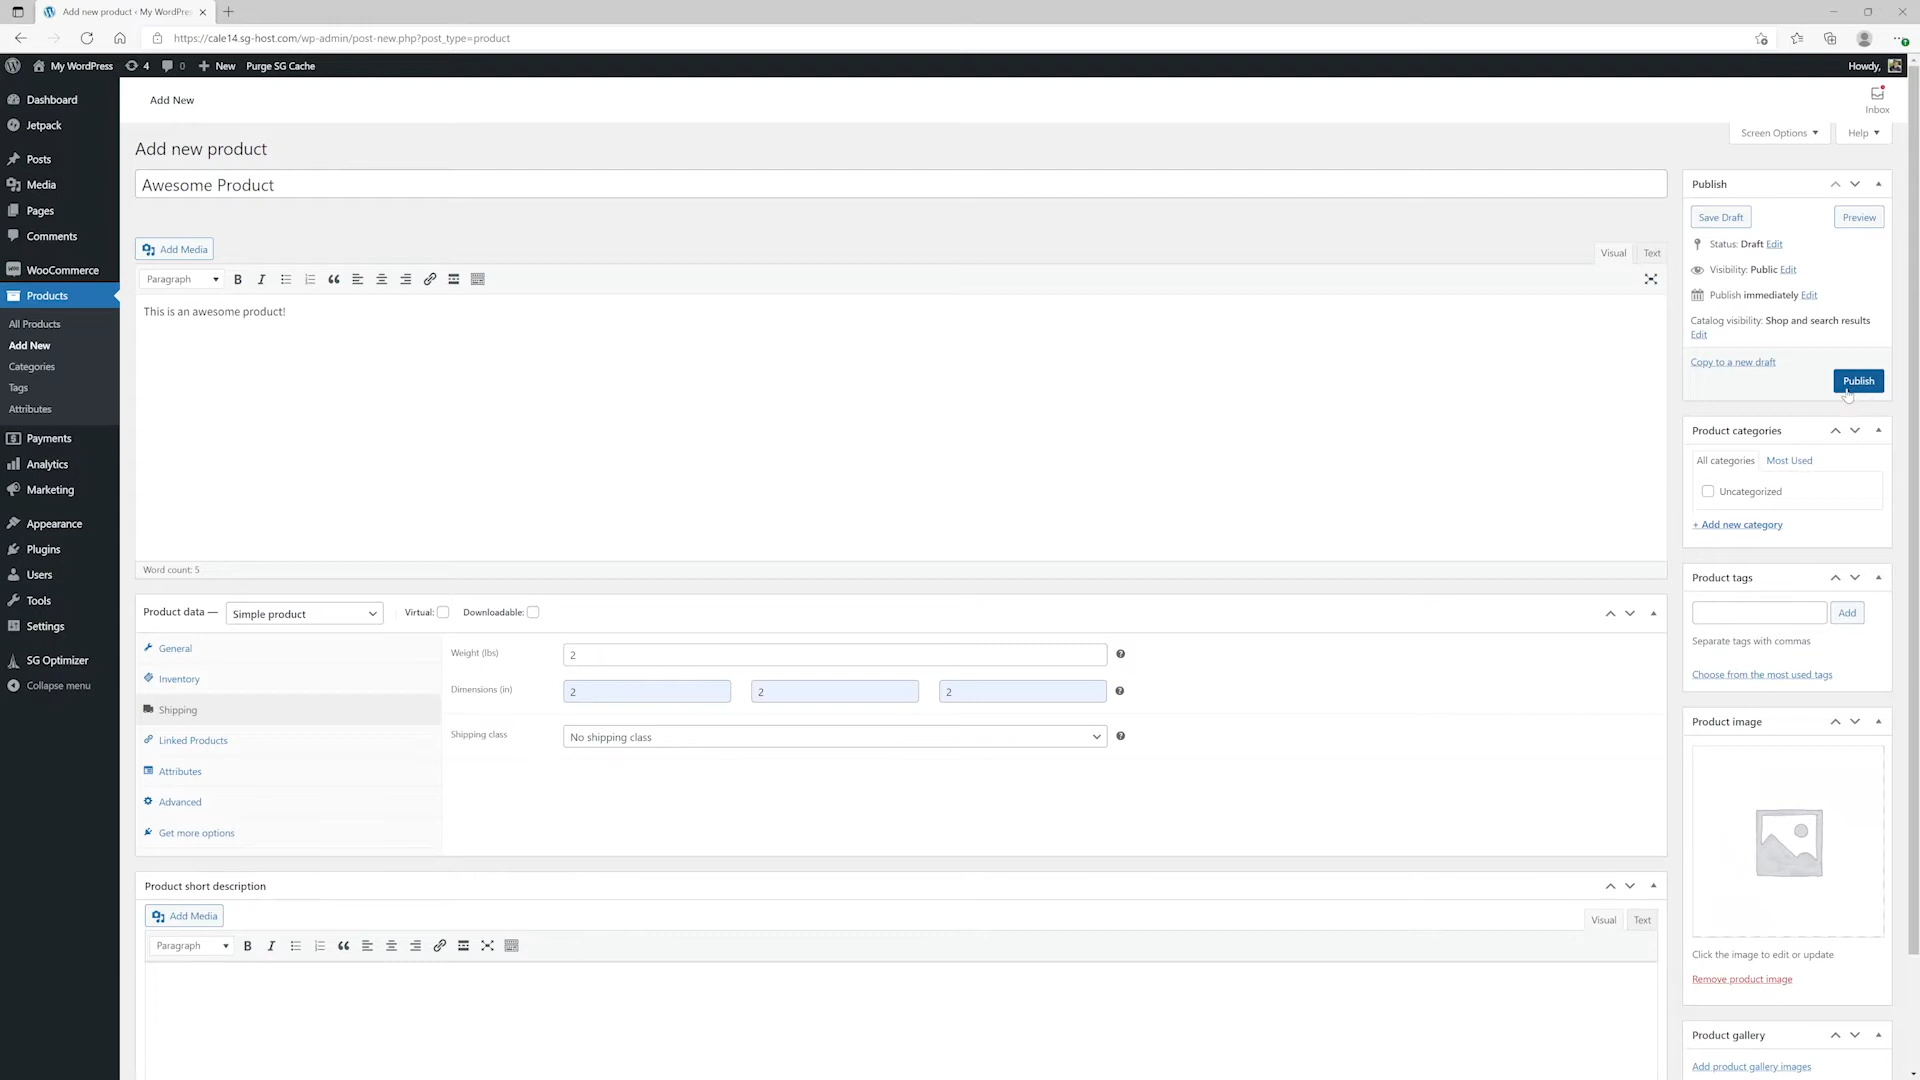 Add new product ‹ My WordPres
https://cale14.sg-host.com/wp-admin/post-new.php?post_type=product
My WordPress
4
0
New
Purge SG Cache
Howdy,
Dashboard
Jetpack
Posts
Media
Pages
Comments
WooCommerce
Products
All Products
Add New
Categories
Tags
Attributes
Payments
Analytics
Marketing
Appearance
Plugins
Users
Tools
Settings
SG Optimizer
Collapse menu
Add New
Inbox
Screen Options
Help
Add new product
Awesome Product
Add Media
Visual
Text
Paragraph
B
I
This is an awesome product!
Word count: 5
Product data —
Simple product
Virtual:
Downloadable:
General
Inventory
Shipping
Linked Products
Attributes
Advanced
Get more options
Weight (lbs)
2
Dimensions (in)
2
2
2
Shipping class
No shipping class
Product short description
Add Media
Visual
Text
Paragraph
B
I
Publish
Save Draft
Preview
Status: Draft Edit
Visibility: Public Edit
Publish immediately Edit
Catalog visibility: Shop and search results
Edit
Copy to a new draft
Publish
Product categories
All categories
Most Used
Uncategorized
+ Add new category
Product tags
Add
Separate tags with commas
Choose from the most used tags
Product image
Click the image to edit or update
Remove product image
Product gallery
Add product gallery images